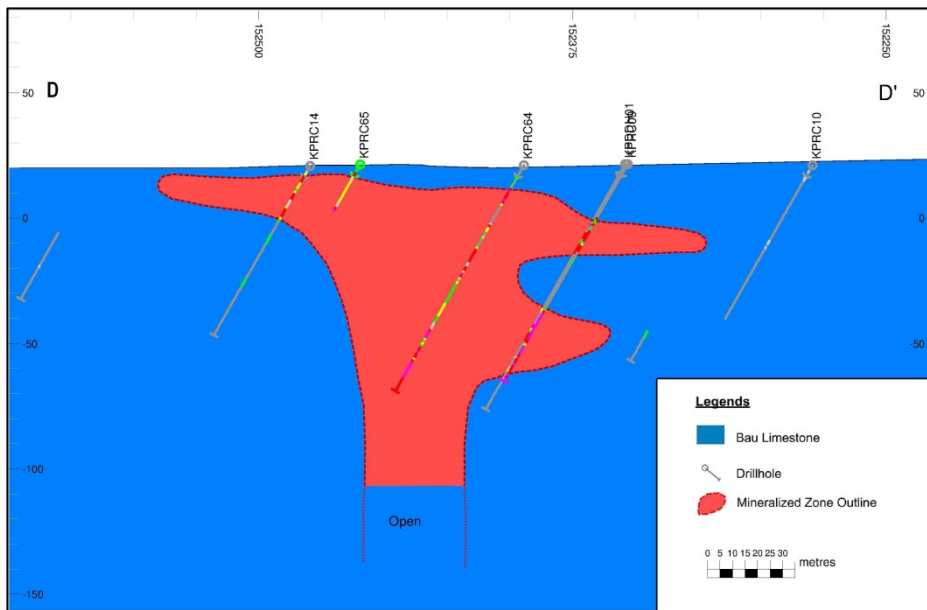 152500
152375
152250
50
D
D'
50
KPRC14
KPRC65
KPRC64
KPRC10
0
0
-50
-50
-100
-150
Open
Legends
Bau Limestone
Drillhole
Mineralized Zone Outline
0 5 10 15 20 25 30
metres